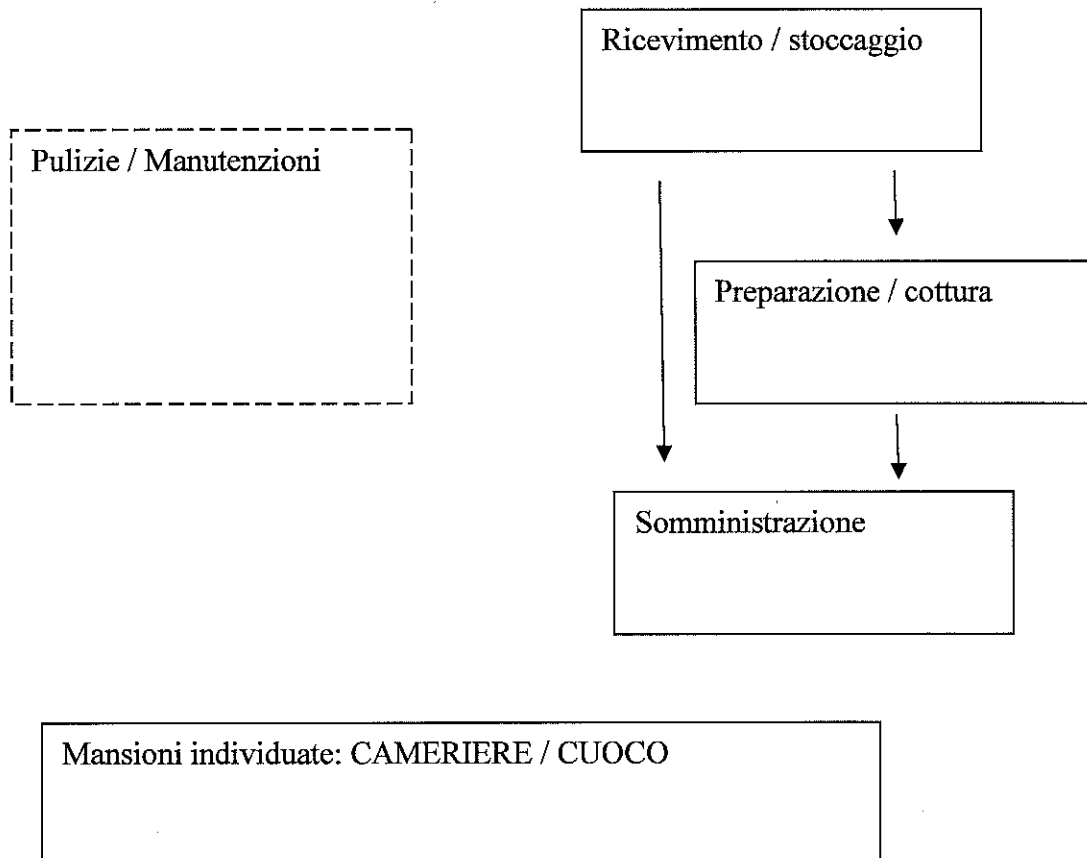 Ricevimento / stoccaggio
Pulizie / Manutenzioni
Preparazione / cottura
Somministrazione
Mansioni individuate: CAMERIERE / CUOCO